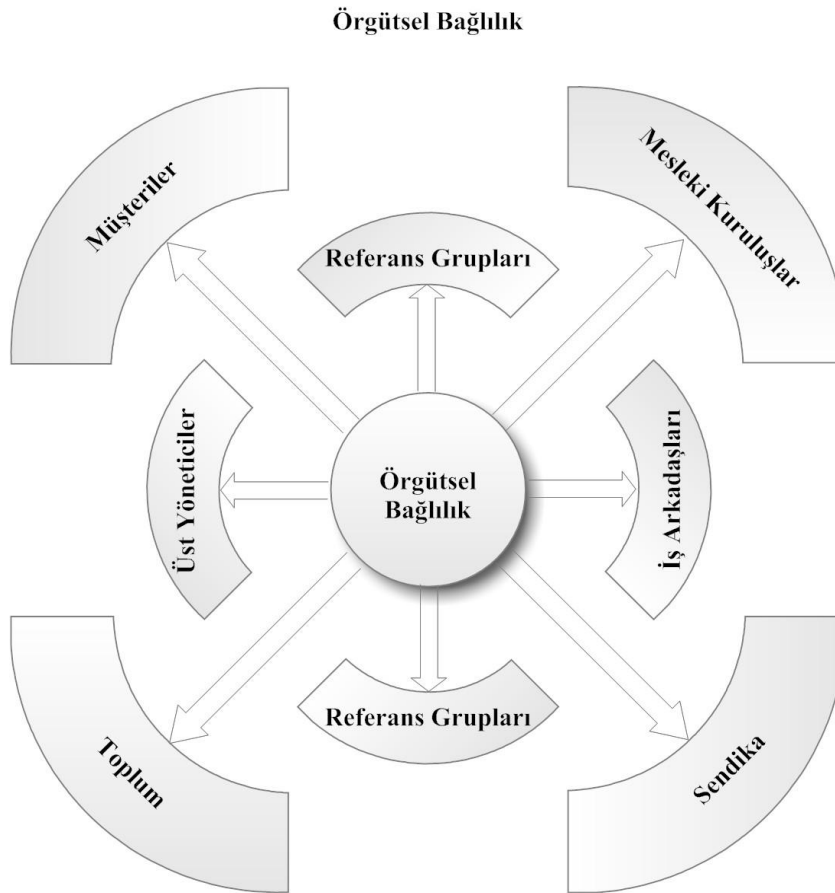 Örgütsel Bağlılık
Müşteriler
Mesleki Kuruluşlar
Referans Grupları
Üst Yöneticiler
Örgütsel
Bağlılık
İş Arkadaşları
Referans Grupları
Toplum
Sendika